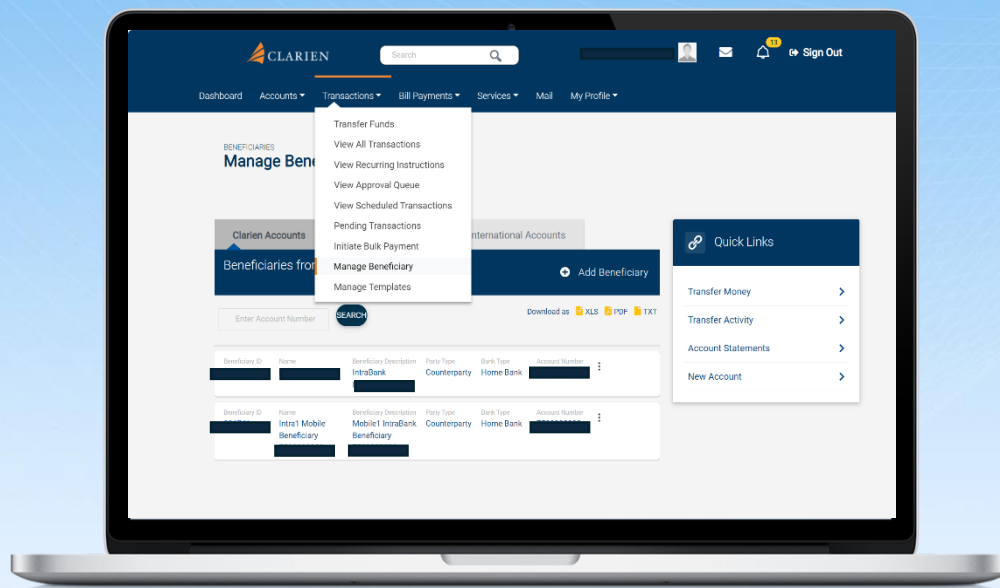 CLARIEN
Search
13
Sign Out
Dashboard Accounts Transactions Bill Payments Services Mail My Profile
Transfer Funds
View All Transactions
View Recurring Instructions
View Approval Queue
View Scheduled Transactions
Pending Transactions
Initiate Bulk Payment
Manage Beneficiary
Manage Templates
BENEFICIARIES
Manage Bene
Clarien Accounts
nternational Accounts
Beneficiaries from
Add Beneficiary
Enter Account Number
SEARCH
Download as XLS PDF TXT
Beneficiary ID Name Beneficiary Description Party Type Bank Type Account Number
IntraBank Counterparty Home Bank
Beneficiary ID Name Beneficiary Description Party Type Bank Type Account Number
Intra1 Mobile Mobile1 IntraBank Counterparty Home Bank
Beneficiary Beneficiary
Quick Links
Transfer Money
Transfer Activity
Account Statements
New Account